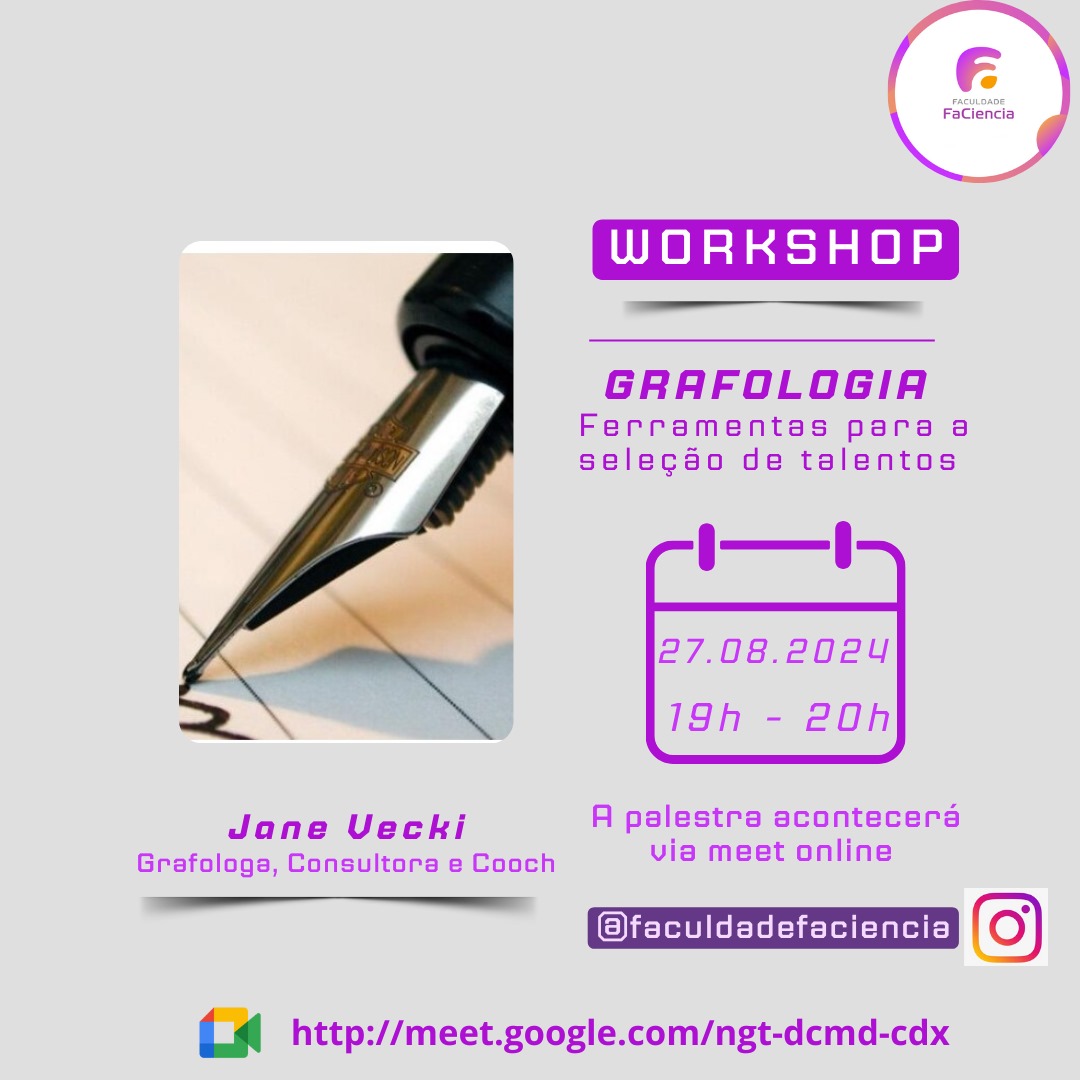 FACULDADE
FaCiencia
WORKSHOP
GRAFOLOGIA
Ferramentas para a
seleção de talentos
27.08.2024
19h - 20h
Jane Vecki
Grafologa, Consultora e Cooch
A palestra acontecerá
via meet online
@faculdadefaciencia
http://meet.google.com/ngt-dcmd-cdx